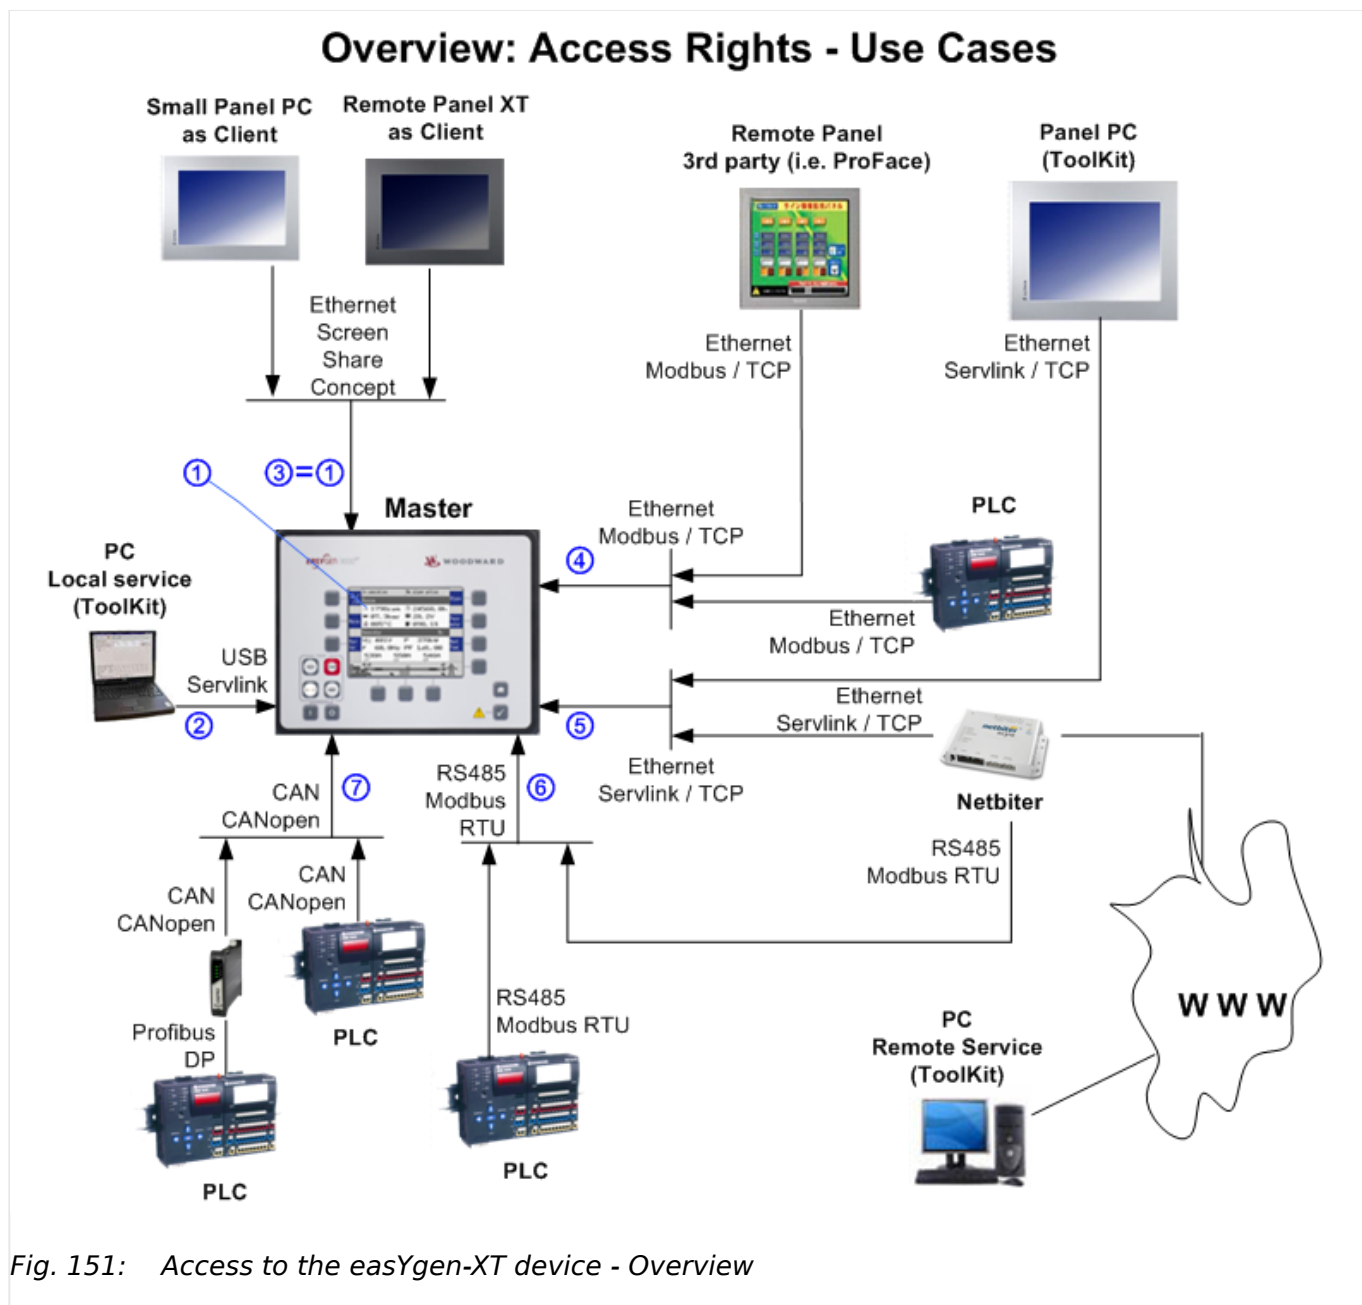 Overview: Access Rights - Use Cases
Small Panel PC
as Client
Remote Panel XT
as Client
Remote Panel
3rd party (i.e. ProFace)
Panel PC
(ToolKit)
Ethernet
Screen
Share
Concept
Ethernet
Modbus / TCP
Ethernet
Servlink / TCP
1
3=1
Master
WOODWARD
Ethernet
Modbus / TCP
4
PLC
Ethernet
Modbus / TCP
PC
Local service
(ToolKit)
USB
Servlink
2
5
Ethernet
Servlink / TCP
Ethernet
Servlink / TCP
netbiter
Netbiter
RS485
Modbus RTU
7
CAN
CANopen
6
RS485
Modbus
RTU
CAN
CANopen
CAN
CANopen
PLC
Profibus
DP
PLC
RS485
Modbus RTU
PLC
WWW
PC
Remote Service
(ToolKit)
Fig. 151: Access to the easYgen-XT device - Overview